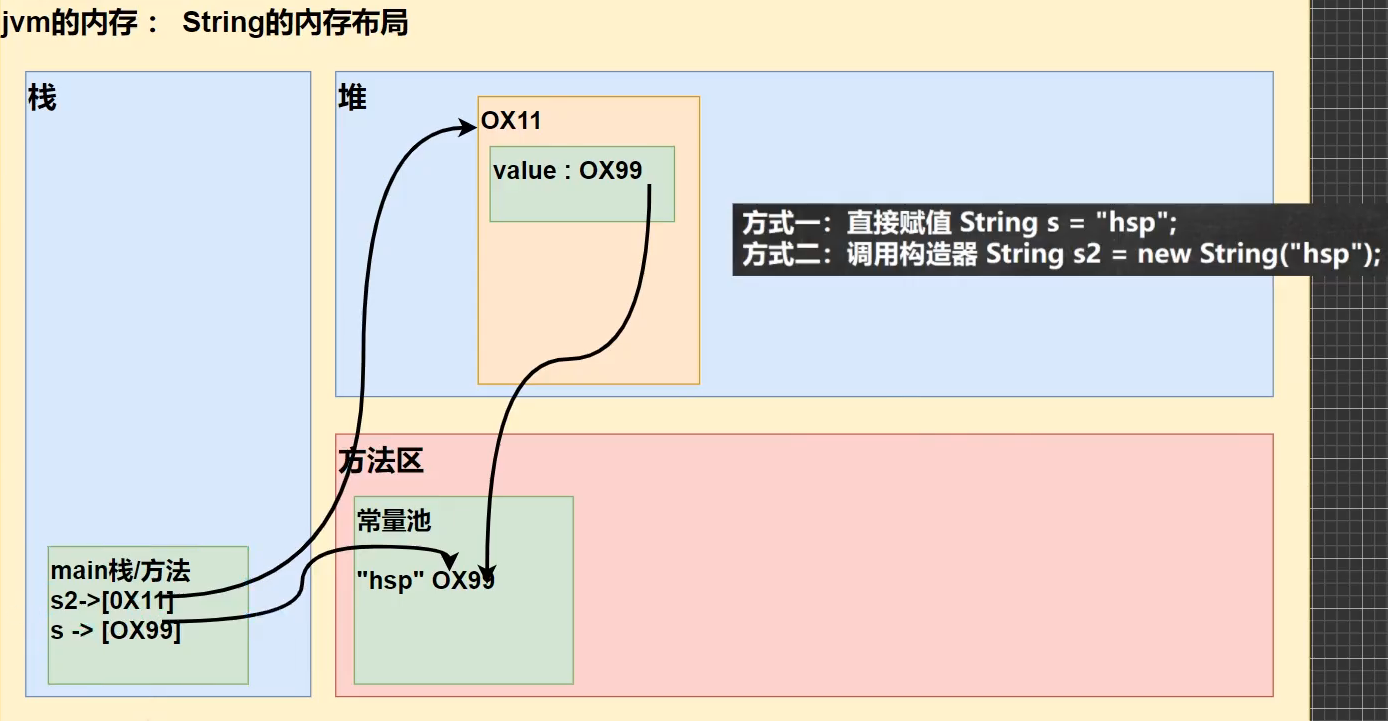 jvm的内存： String的内存布局
栈
堆
OX11
value : OX99
方式一：直接赋值 String s = "hsp";
方式二：调用构造器 String s2 = new String("hsp");
方法区
常量池
"hsp" OX99
main栈/方法
s2->[0X11]
s -> [OX99]